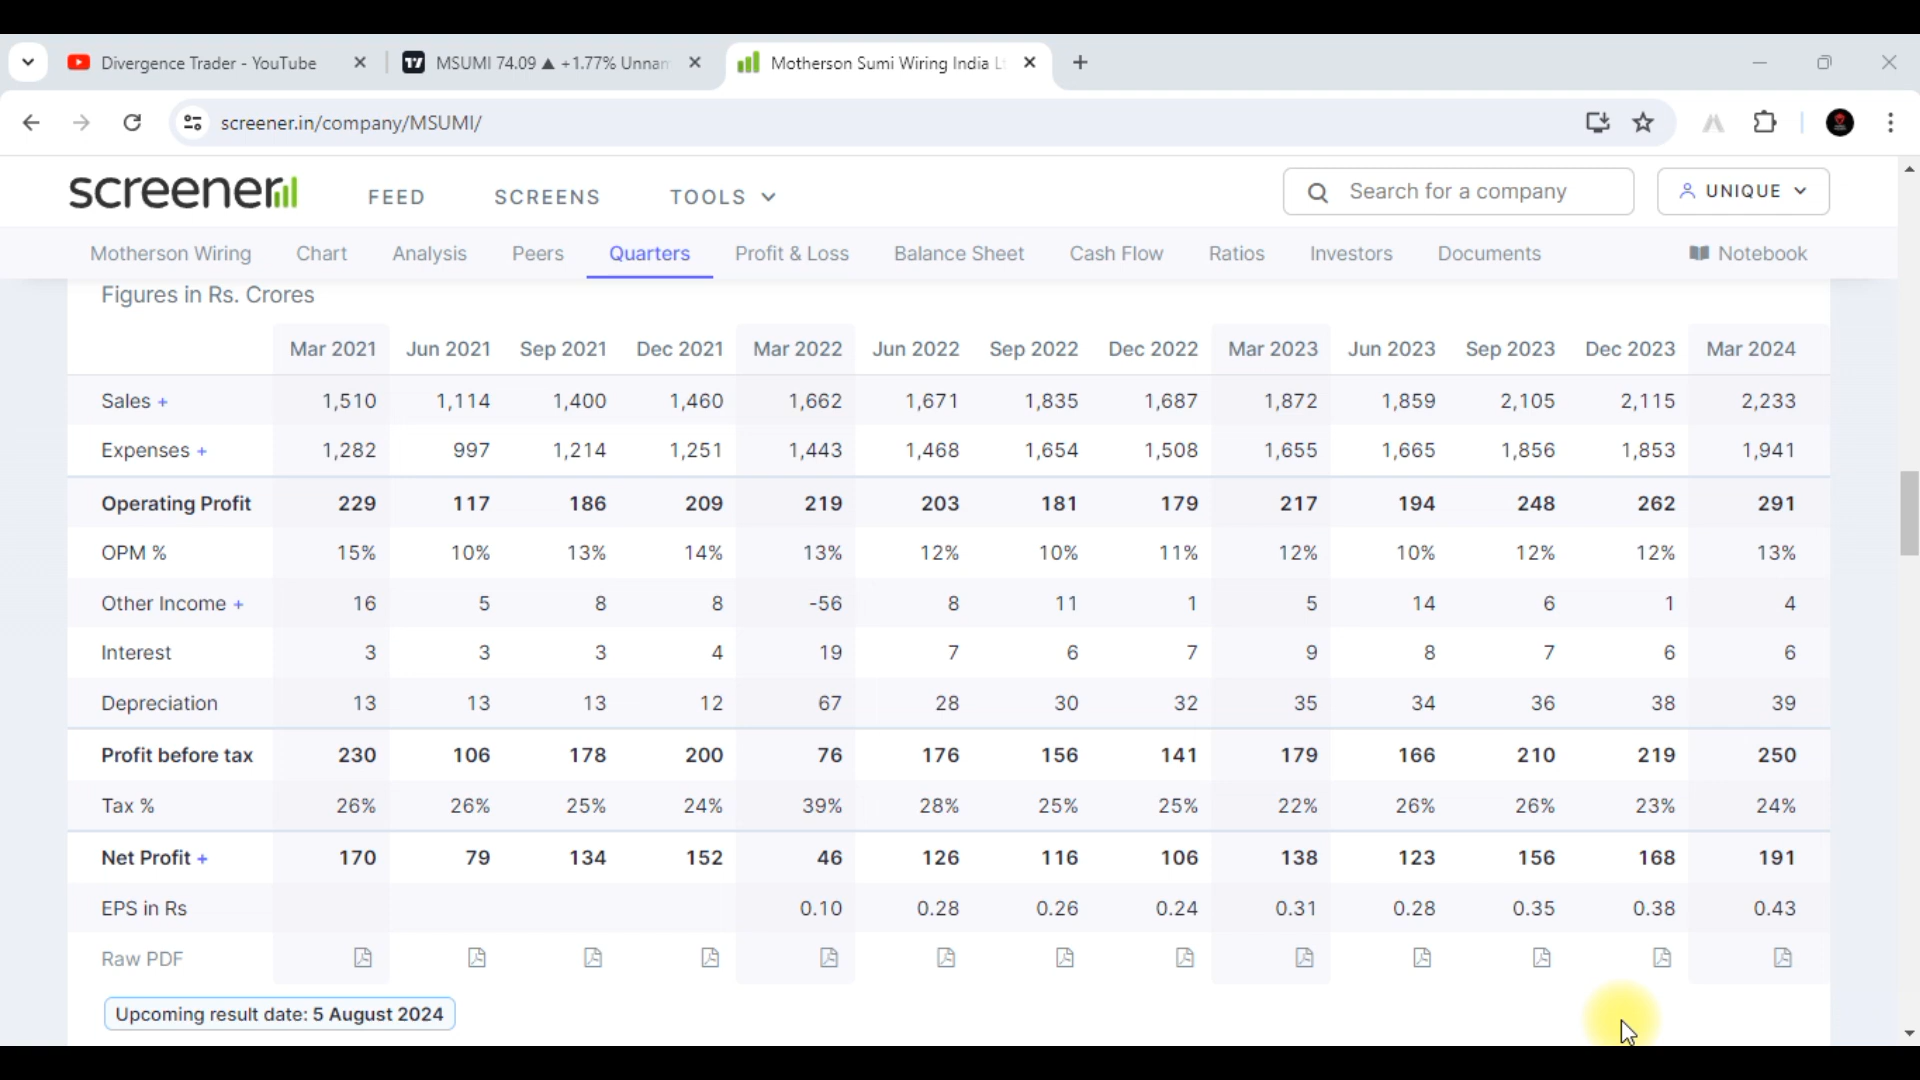 Divergence Trader - YouTube
MSUMI 74.09 ▲ +1.77% Unnam
Motherson Sumi Wiring India L
screener.in/company/MSUMI/
screener
FEED SCREENS TOOLS
Search for a company
UNIQUE
Motherson Wiring Chart Analysis Peers Quarters Profit & Loss Balance Sheet Cash Flow Ratios Investors Documents Notebook
Figures in Rs. Crores
Mar 2021 Jun 2021 Sep 2021 Dec 2021 Mar 2022 Jun 2022 Sep 2022 Dec 2022 Mar 2023 Jun 2023 Sep 2023 Dec 2023 Mar 2024
Sales + 1,510 1,114 1,400 1,460 1,662 1,671 1,835 1,687 1,872 1,859 2,105 2,115 2,233
Expenses + 1,282 997 1,214 1,251 1,443 1,468 1,654 1,508 1,655 1,665 1,856 1,853 1,941
Operating Profit 229 117 186 209 219 203 181 179 217 194 248 262 291
OPM % 15% 10% 13% 14% 13% 12% 10% 11% 12% 10% 12% 12% 13%
Other Income + 16 5 8 8 -56 8 11 1 5 14 6 1 4
Interest 3 3 3 4 19 7 6 7 9 8 7 6 6
Depreciation 13 13 13 12 67 28 30 32 35 34 36 38 39
Profit before tax 230 106 178 200 76 176 156 141 179 166 210 219 250
Tax % 26% 26% 25% 24% 39% 28% 25% 25% 22% 26% 26% 23% 24%
Net Profit + 170 79 134 152 46 126 116 106 138 123 156 168 191
EPS in Rs 0.10 0.28 0.26 0.24 0.31 0.28 0.35 0.38 0.43
Raw PDF
Upcoming result date: 5 August 2024